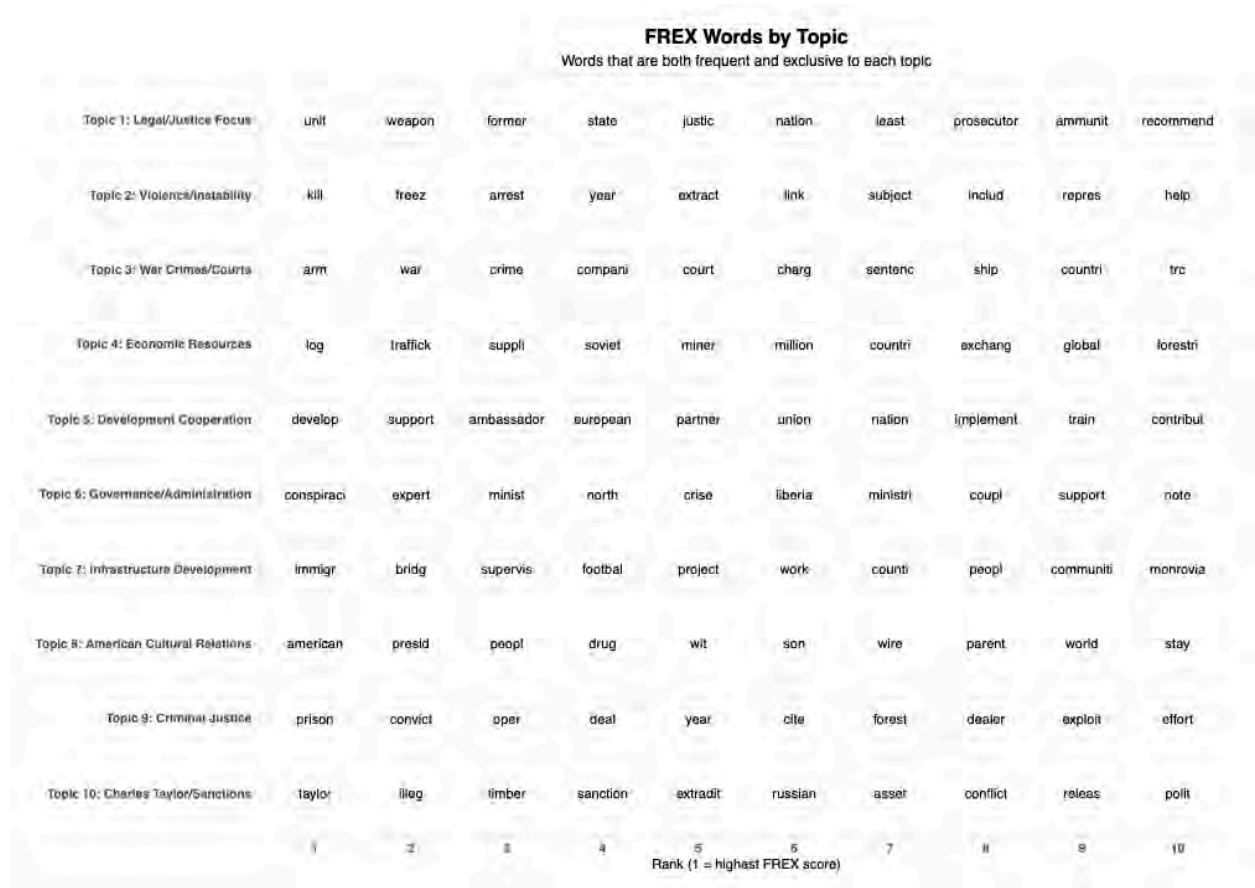 FREX Words by Topic
Words that are both frequent and exclusive to each topic
Topic 1: Legal/Justice Focus unit weapon former state justic nation least prosecutor ammunit recommend
Topic 2: Violence/Instability kill freez arrest year extract link subject includ repres help
Topic 3: War Crimes/Courts arm war crime compani court charg sentenc ship countri trc
Topic 4: Economic Resources log traffick suppli soviet miner million countri exchang global forestri
Topic 5: Development Cooperation develop support ambassador european partner union nation implement train contribut
Topic 6: Governance/Administration conspiraci expert minist north crise liberia ministri coupl support note
Topic 7: Infrastructure Development immigr bridg supervis footbal project work counti peopl communiti monrovia
Topic 8: American Cultural Relations american presid peopl drug wit son wire parent world stay
Topic 9: Criminal Justice prison convict oper deal year cite forest dealer exploit effort
Topic 10: Charles Taylor/Sanctions taylor illeg timber sanction extradit russian asset conflict releas polit
1 2 3 4 5 6 7 8 9 10
Rank (1 = highest FREX score)